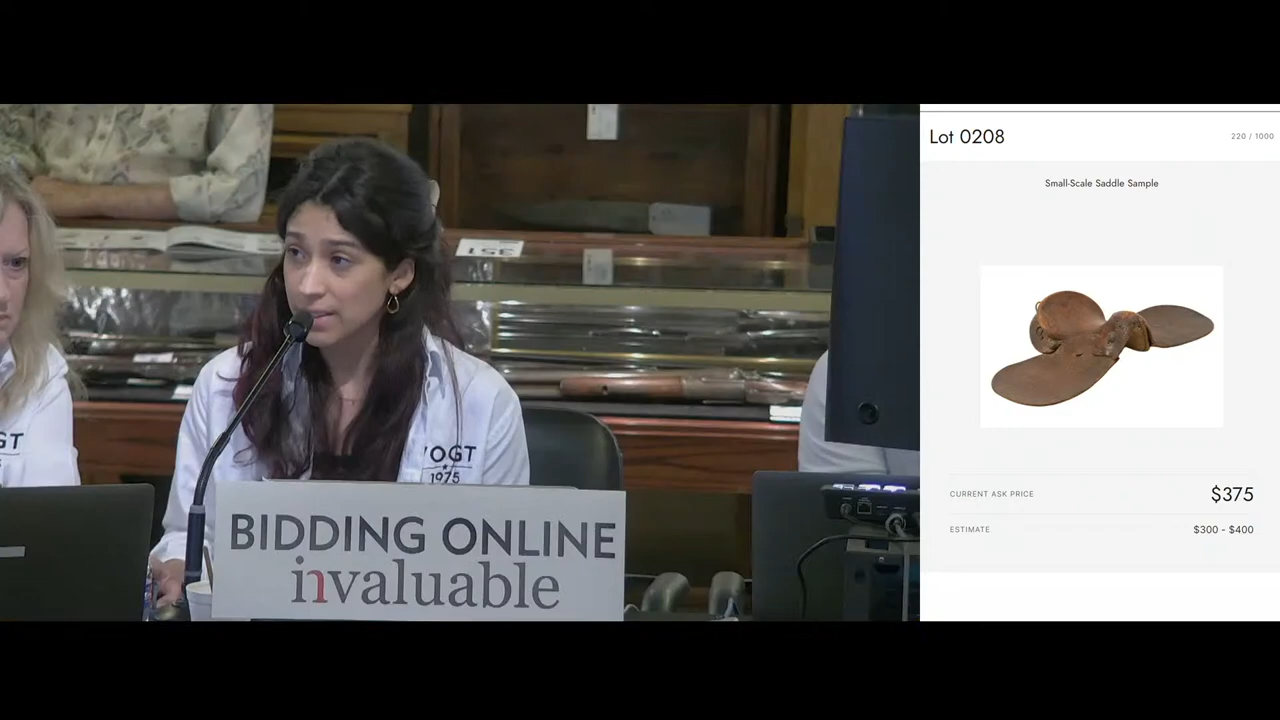 Lot 0208
220 / 1000
Small-Scale Saddle Sample
CURRENT ASK PRICE
$375
ESTIMATE
$300 - $400
351
GT
VOGT
1975
BIDDING ONLINE
invaluable